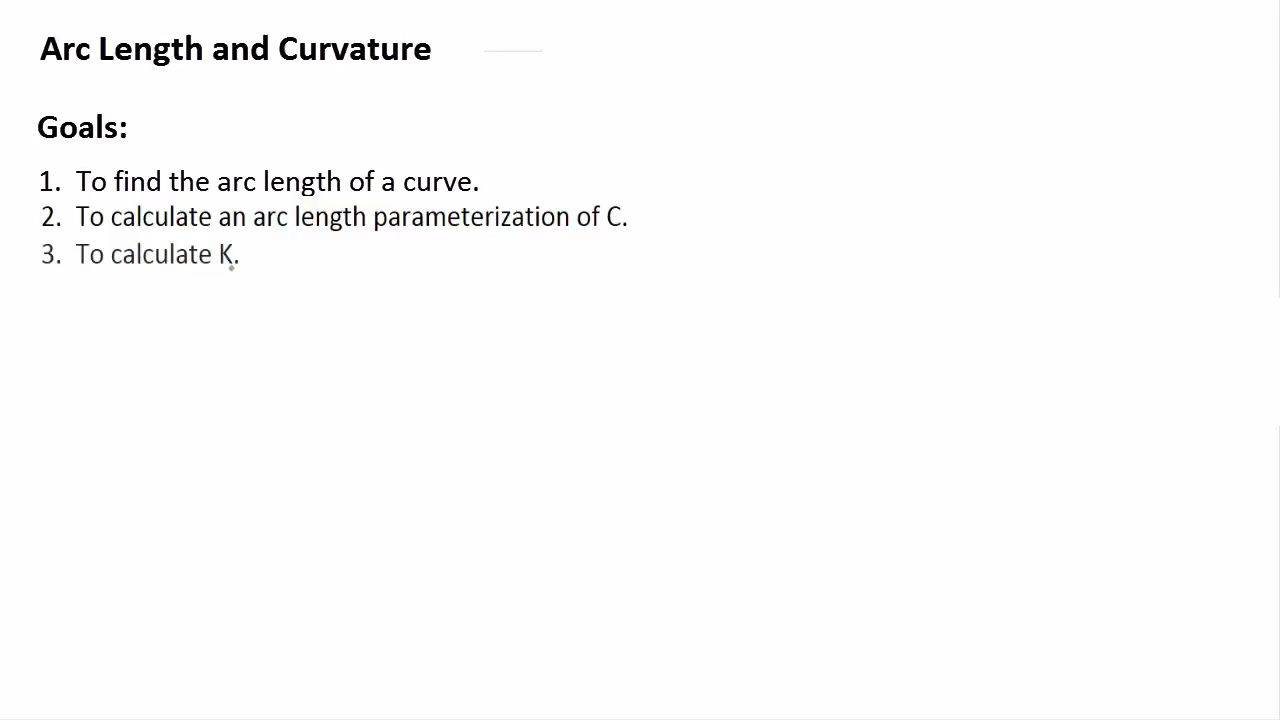 Arc Length and Curvature
Goals:
1. To find the arc length of a curve.
2. To calculate an arc length parameterization of C.
3. To calculate K.